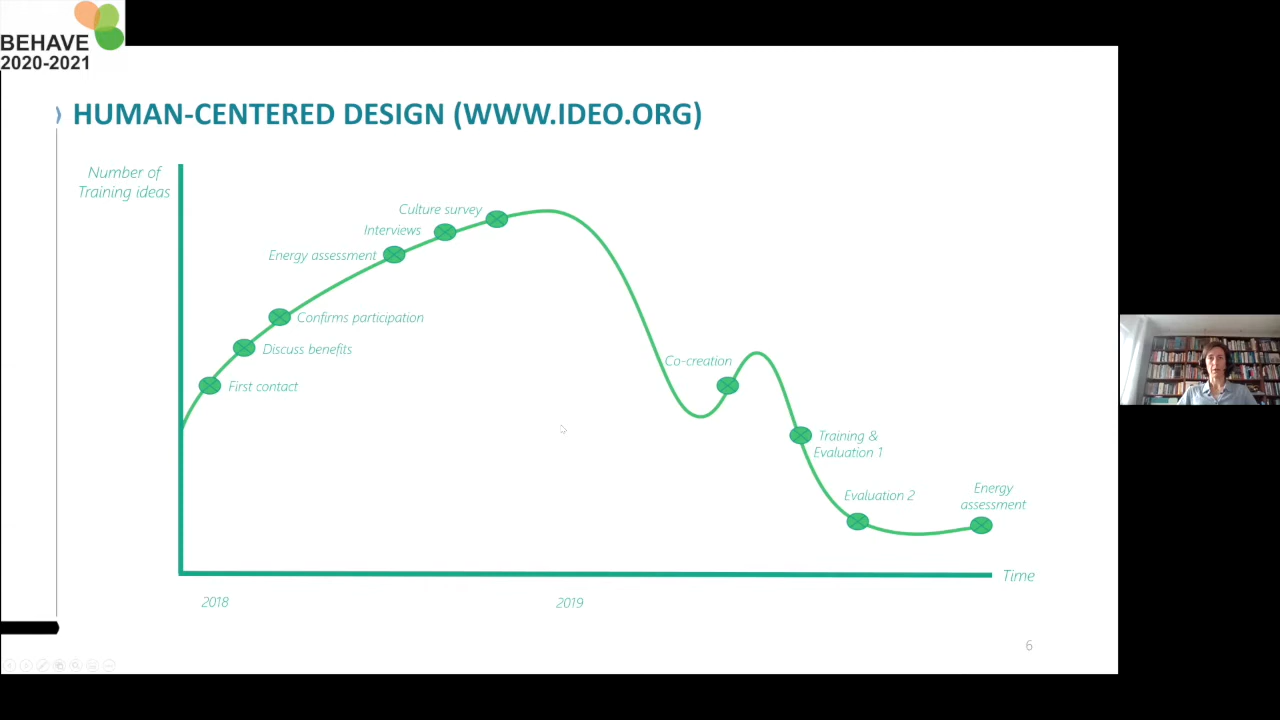 BEHAVE
2020-2021
HUMAN-CENTERED DESIGN (WWW.IDEO.ORG)
Number of
Training ideas
Culture survey
Interviews
Energy assessment
Confirms participation
Discuss benefits
First contact
Co-creation
Training &
Evaluation 1
Evaluation 2
Energy
assessment
Time
2018
2019
6